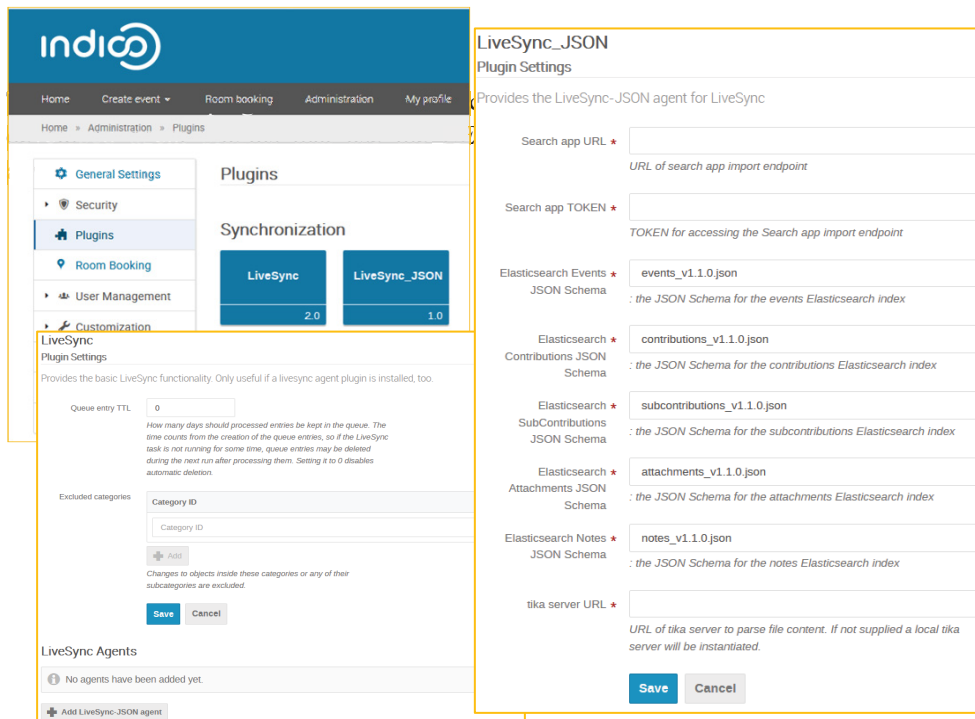 indico
Home Create event Room booking Administration My profile
Home » Administration » Plugins
General Settings
Security
Plugins
Room Booking
User Management
Customization
Plugins
Synchronization
LiveSync
2.0
LiveSync_JSON
1.0
LiveSync
Plugin Settings
Provides the basic LiveSync functionality. Only useful if a livesync agent plugin is installed, too.
Queue entry TTL
0
How many days should processed entries be kept in the queue. The
time counts from the creation of the queue entries, so if the LiveSync
task is not running for some time, queue entries may be deleted
during the next run after processing them. Setting it to 0 disables
automatic deletion.
Excluded categories
Category ID
Category ID
Add
Changes to objects inside these categories or any of their
subcategories are excluded.
Save Cancel
LiveSync Agents
No agents have been added yet.
Add LiveSync-JSON agent
LiveSync_JSON
Plugin Settings
Provides the LiveSync-JSON agent for LiveSync
Search app URL *
URL of search app import endpoint
Search app TOKEN *
TOKEN for accessing the Search app import endpoint
Elasticsearch Events *
JSON Schema
events_v1.1.0.json
: the JSON Schema for the events Elasticsearch index
Elasticsearch *
Contributions JSON
Schema
contributions_v1.1.0.json
: the JSON Schema for the contributions Elasticsearch index
Elasticsearch *
SubContributions
JSON Schema
subcontributions_v1.1.0.json
: the JSON Schema for the subcontributions Elasticsearch index
Elasticsearch *
Attachments JSON
Schema
attachments_v1.1.0.json
: the JSON Schema for the attachments Elasticsearch index
Elasticsearch Notes *
JSON Schema
notes_v1.1.0.json
: the JSON Schema for the notes Elasticsearch index
tika server URL *
URL of tika server to parse file content. If not supplied a local tika
server will be instantiated.
Save Cancel